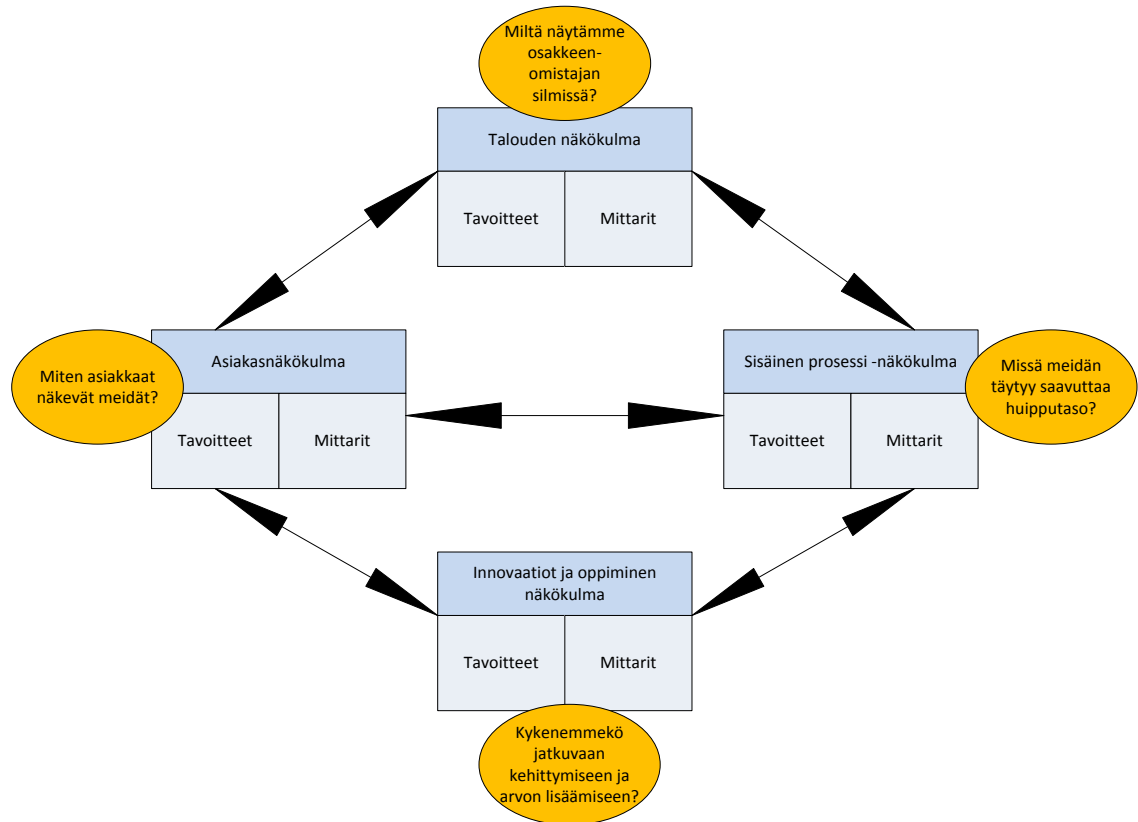 Miltä näytämme
osakkeen-
omistajan
silmissä?
Talouden näkökulma
Tavoitteet
Mittarit
Miten asiakkaat
näkevät meidät?
Asiakasnäkökulma
Tavoitteet
Mittarit
Sisäinen prosessi -näkökulma
Tavoitteet
Mittarit
Missä meidän
täytyy saavuttaa
huipputaso?
Innovaatiot ja oppiminen
näkökulma
Tavoitteet
Mittarit
Kykenemmekö
jatkuvaan
kehittymiseen ja
arvon lisäämiseen?